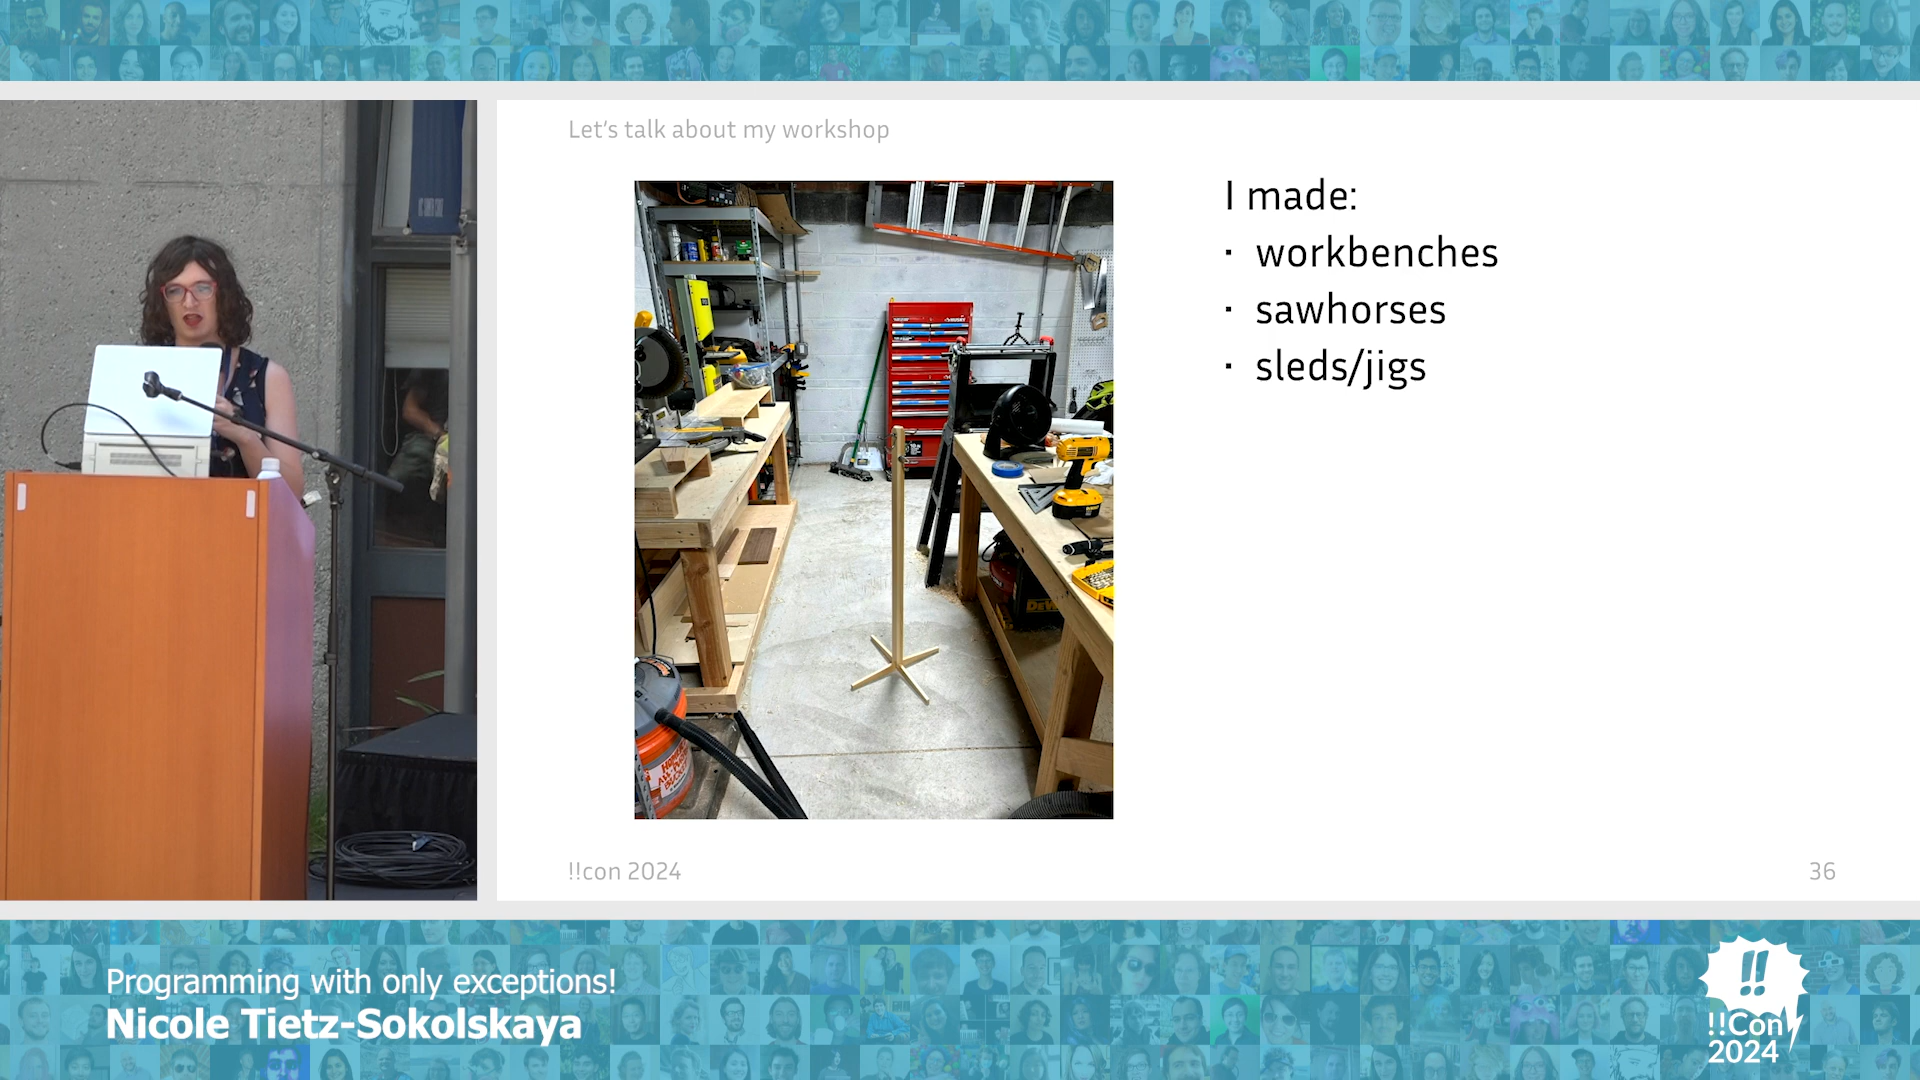 Let's talk about my workshop
I made:
· workbenches
· sawhorses
· sleds/jigs
HUSKY
!!con 2024
36
Programming with only exceptions!
Nicole Tietz-Sokolskaya
!!
!!Con
2024